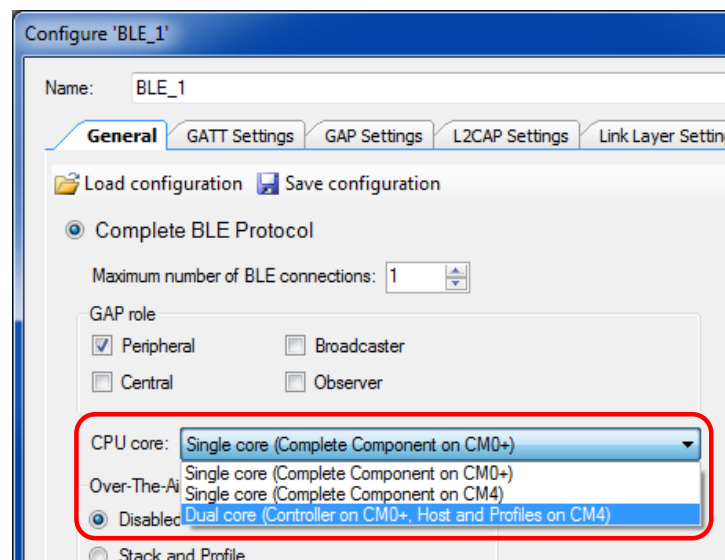 Configure 'BLE_1'
Name: BLE_1
General GATT Settings GAP Settings L2CAP Settings Link Layer Settin
Load configuration Save configuration
Complete BLE Protocol
Maximum number of BLE connections: 1
GAP role
Peripheral Broadcaster
Central Observer
CPU core: Single core (Complete Component on CM0+)
Single core (Complete Component on CM0+)
Over-The-Ai Single core (Complete Component on CM4)
Disabled Dual core (Controller on CM0+, Host and Profiles on CM4)
Stack and Profile